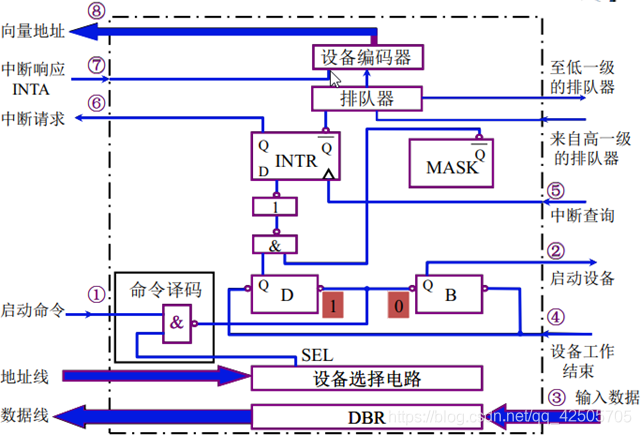 ⑧
向量地址
设备编码器
⑦
中断响应
INTA
至低一级
的排队器
⑥
排队器
中断请求
来自高一级
的排队器
Q
Q
D
INTR
Q
MASK
⑤
中断查询
1
&
②
启动设备
Q
D
1
0
Q
B
①
命令译码
启动命令
&
④
设备工作
结束
SEL
地址线
设备选择电路
③ 输入数据
数据线
DBR
https://blog.csdn.net/qq_42505705